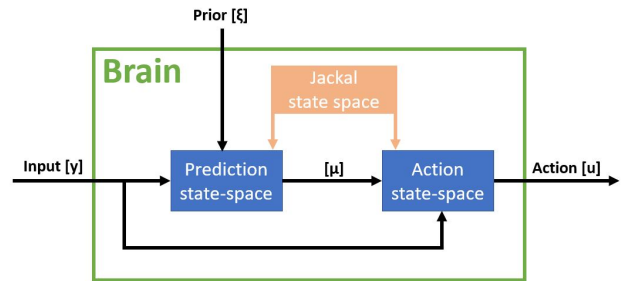 Prior [ξ]
Brain
Jackal
state space
Input [y]
Prediction
state-space
[μ]
Action
state-space
Action [u]